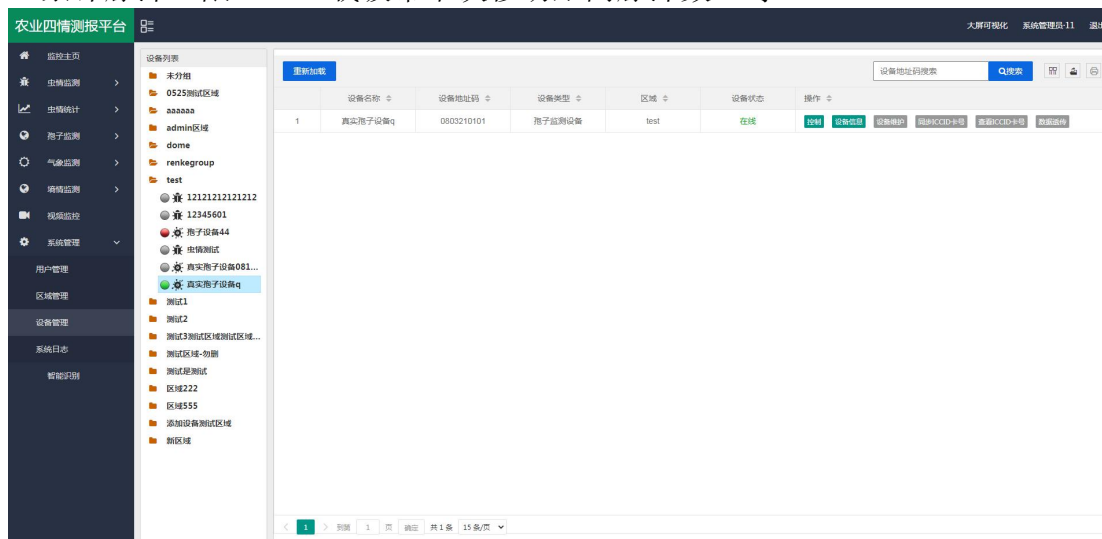 农业四情测报平台
大屏可视化 系统管理员-11
监控主页
虫情监测
虫情统计
孢子监测
气象监测
墒情监测
视频监控
系统管理
用户管理
区域管理
设备管理
系统日志
智能识别
设备列表
未分组
0525测试区域
aaaaaa
admin区域
dome
renkegroup
test
12121212121212
12345601
孢子设备44
虫情测试
真实孢子设备081...
真实孢子设备q
测试1
测试2
测试3测试区域测试区域...
测试区域-勿删
测试是测试
区域222
区域555
添加设备测试区域
新区域
重新加载
设备地址码搜索 搜索
设备名称 设备地址码 设备类型 区域 设备状态 操作
1 真实孢子设备q 0803210101 孢子监测设备 test 在线 控制 设备信息 设备维护 同步ICCID卡号 查看ICCID卡号 数据遥传
1 到第 1 页 确定 共1条 15条/页